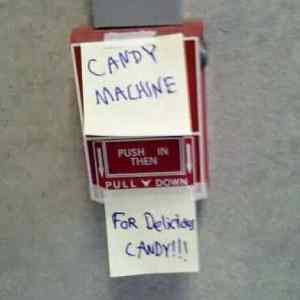 CANDY
MACHINE
PUSH IN
THEN
PULL DOWN
FOR Delicious
CANDY!!!